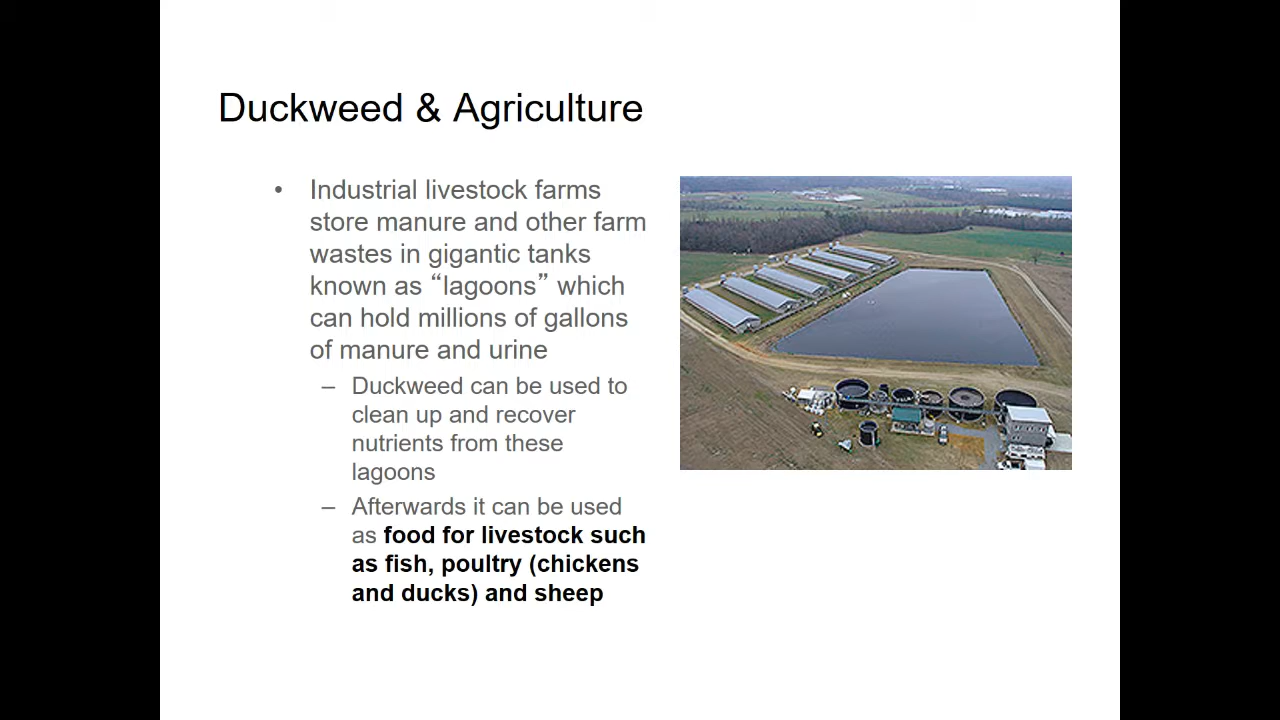 Duckweed & Agriculture
• Industrial livestock farms
store manure and other farm
wastes in gigantic tanks
known as “lagoons” which
can hold millions of gallons
of manure and urine
– Duckweed can be used to
clean up and recover
nutrients from these
lagoons
– Afterwards it can be used
as food for livestock such
as fish, poultry (chickens
and ducks) and sheep